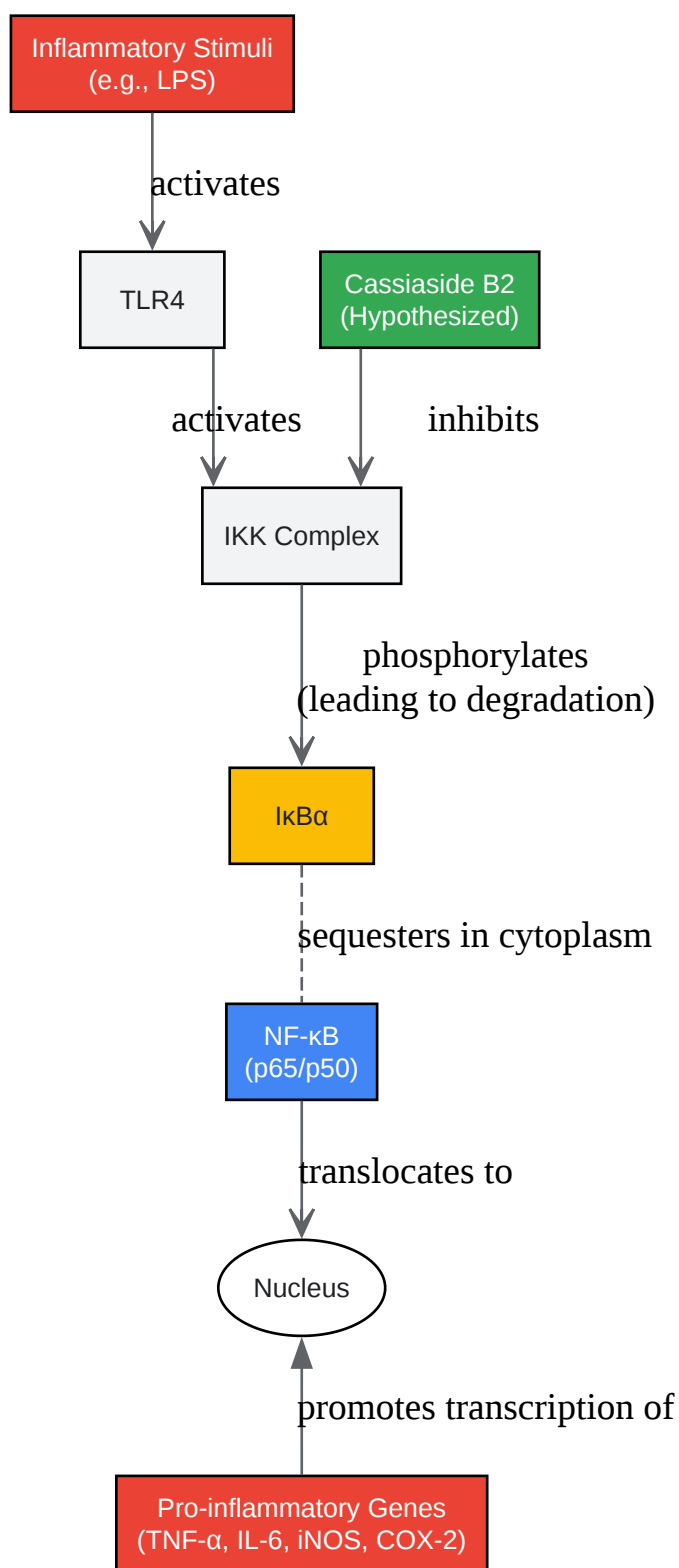 Inflammatory Stimuli
(e.g., LPS)
activates
TLR4
Cassiaside B2
(Hypothesized)
activates
inhibits
IKK Complex
phosphorylates
(leading to degradation)
IκBα
sequesters in cytoplasm
NF-κB
(p65/p50)
translocates to
Nucleus
promotes transcription of
Pro-inflammatory Genes
(TNF-α, IL-6, iNOS, COX-2)